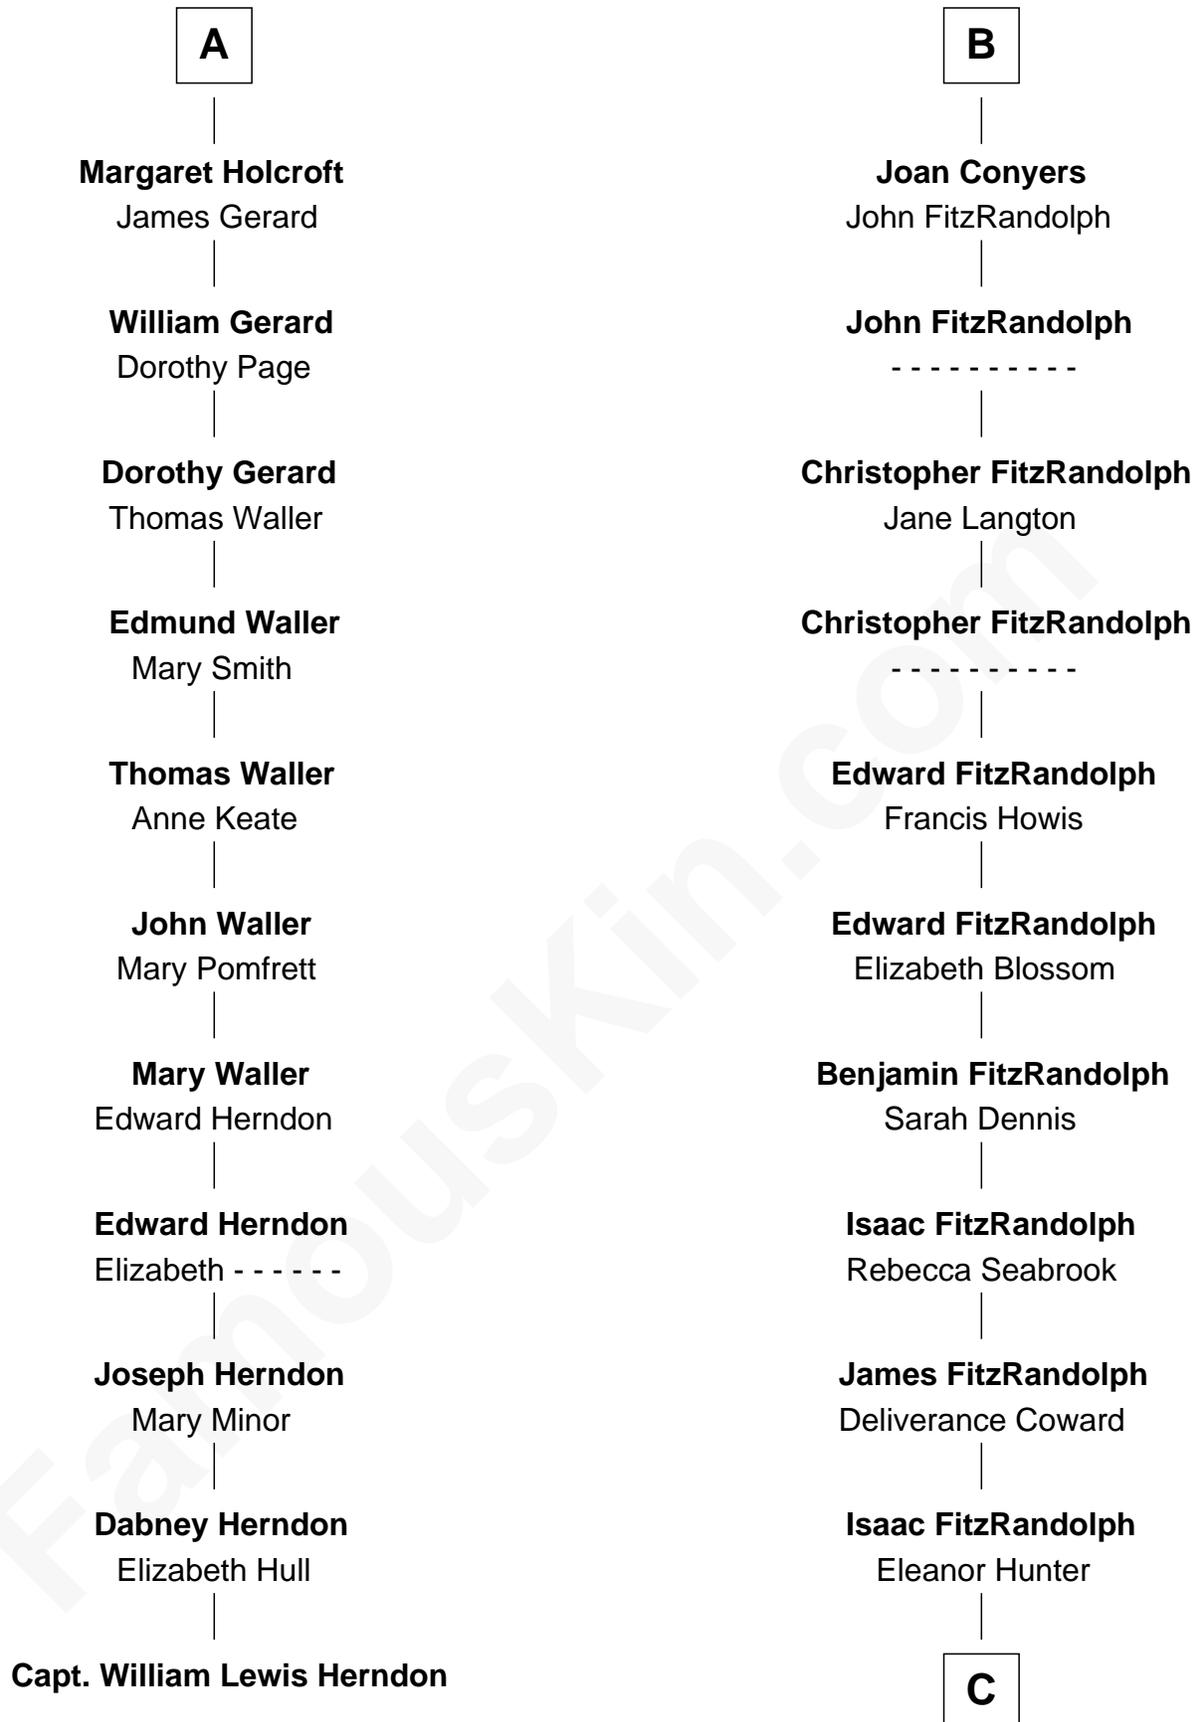 A
Margaret Holcroft
James Gerard
William Gerard
Dorothy Page
Dorothy Gerard
Thomas Waller
Edmund Waller
Mary Smith
Thomas Waller
Anne Keate
John Waller
Mary Pomfrett
Mary Waller
Edward Herndon
Edward Herndon
Elizabeth - - - - - -
Joseph Herndon
Mary Minor
Dabney Herndon
Elizabeth Hull
Capt. William Lewis Herndon
B
Joan Conyers
John FitzRandolph
John FitzRandolph
- - - - - - - - - -
Christopher FitzRandolph
Jane Langton
Christopher FitzRandolph
- - - - - - - - - -
Edward FitzRandolph
Francis Howis
Edward FitzRandolph
Elizabeth Blossom
Benjamin FitzRandolph
Sarah Dennis
Isaac FitzRandolph
Rebecca Seabrook
James FitzRandolph
Deliverance Coward
Isaac FitzRandolph
Eleanor Hunter
C
FamousKin.com